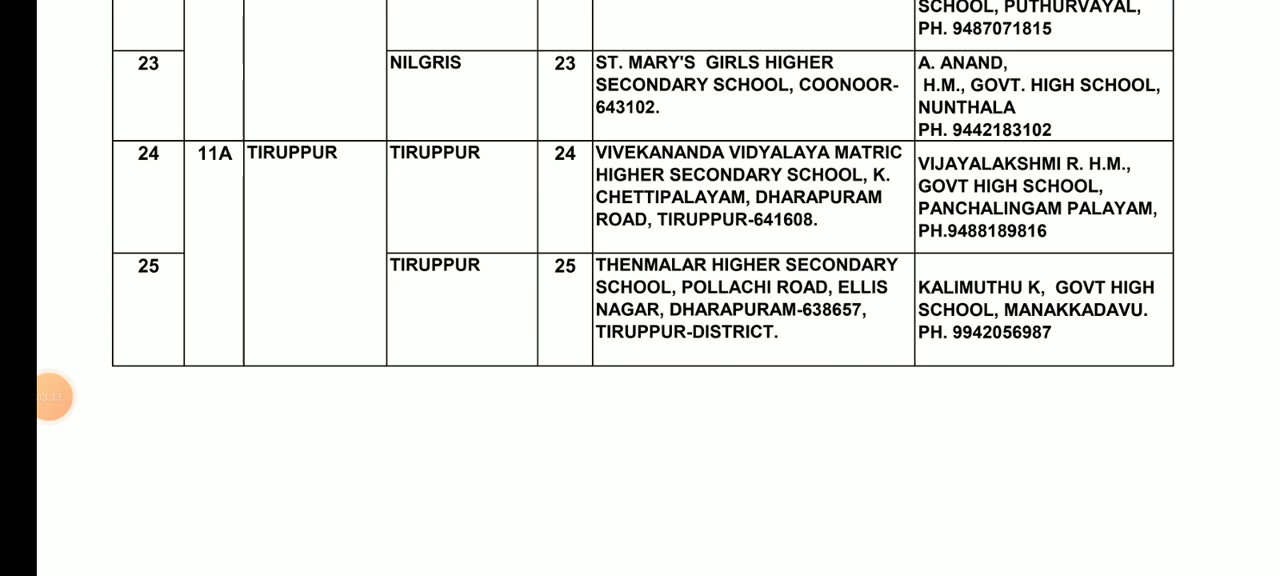 SCHOOL, PUTHURVAYAL,
PH. 9487071815
23 NILGRIS 23 ST. MARY'S GIRLS HIGHER
SECONDARY SCHOOL, COONOOR-
643102.
A. ANAND,
H.M., GOVT. HIGH SCHOOL,
NUNTHALA
PH. 9442183102
24 11A TIRUPPUR TIRUPPUR 24 VIVEKANANDA VIDYALAYA MATRIC
HIGHER SECONDARY SCHOOL, K.
CHETTIPALAYAM, DHARAPURAM
ROAD, TIRUPPUR-641608.
VIJAYALAKSHMI R. H.M.,
GOVT HIGH SCHOOL,
PANCHALINGAM PALAYAM,
PH.9488189816
25 TIRUPPUR 25 THENMALAR HIGHER SECONDARY
SCHOOL, POLLACHI ROAD, ELLIS
NAGAR, DHARAPURAM-638657,
TIRUPPUR-DISTRICT.
KALIMUTHU K, GOVT HIGH
SCHOOL, MANAKKADAVU.
PH. 9942056987
03:33